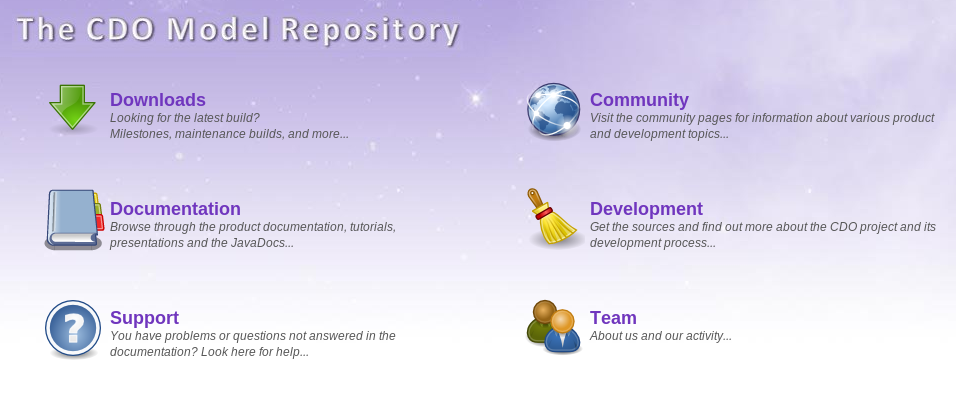 The CDO Model Repository
Downloads
Looking for the latest build?
Milestones, maintenance builds, and more...
Community
Visit the community pages for information about various product
and development topics...
Documentation
Browse through the product documentation, tutorials,
presentations and the JavaDocs...
Development
Get the sources and find out more about the CDO project and its
development process...
Support
You have problems or questions not answered in the
documentation? Look here for help...
Team
About us and our activity...